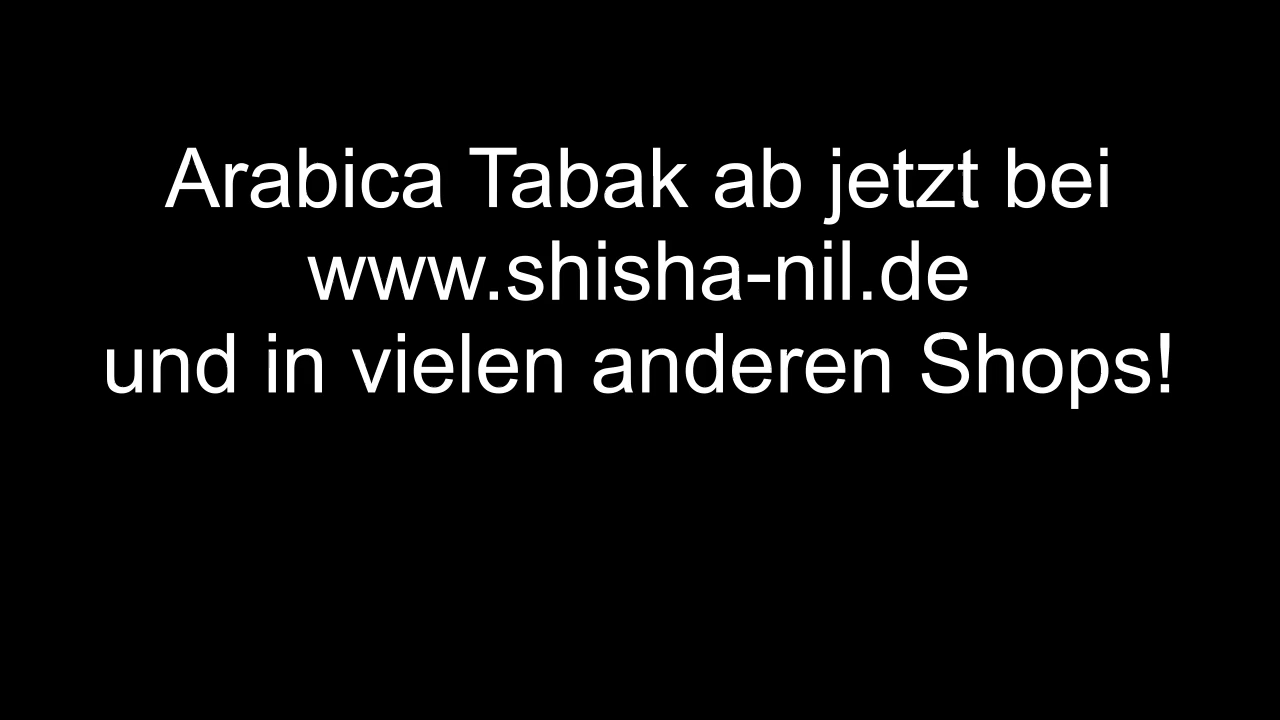 Arabica Tabak ab jetzt bei
www.shisha-nil.de
und in vielen anderen Shops!